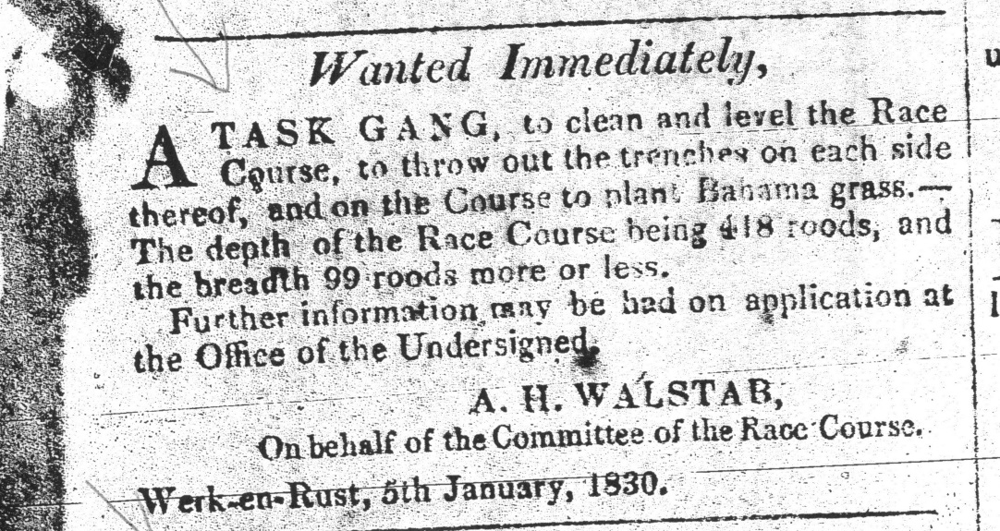 Wanted Immediately,
A TASK GANG, to clean and level the Race
Course, to throw out the trenches on each side
thereof, and on the Course to plant Bahama grass.—
The depth of the Race Course being 418 roods, and
the breadth 99 roods more or less.
Further information may be had on application at
the Office of the Undersigned.
A. H. WALSTAB,
On behalf of the Committee of the Race Course.
Werk-en-Rust, 5th January, 1830.